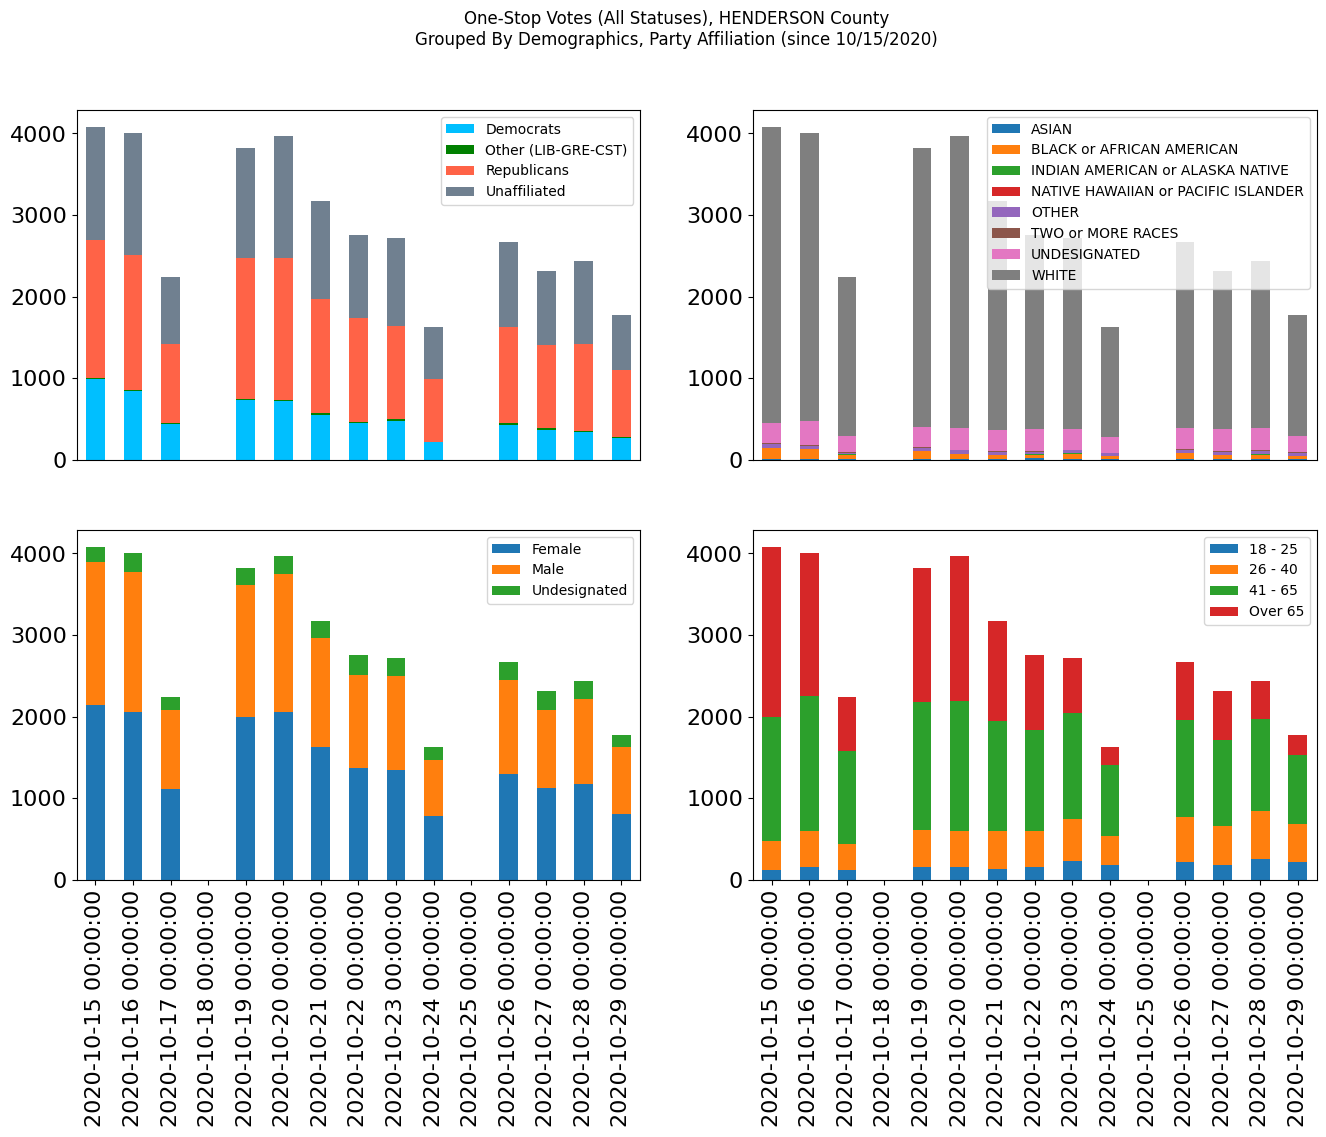 One-Stop Votes (All Statuses), HENDERSON County
Grouped By Demographics, Party Affiliation (since 10/15/2020)
4000
3000
2000
1000
0
Democrats
Other (LIB-GRE-CST)
Republicans
Unaffiliated
4000
3000
2000
1000
0
ASIAN
BLACK or AFRICAN AMERICAN
INDIAN AMERICAN or ALASKA NATIVE
NATIVE HAWAIIAN or PACIFIC ISLANDER
OTHER
TWO or MORE RACES
UNDESIGNATED
WHITE
4000
3000
2000
1000
0
Female
Male
Undesignated
2020-10-15 00:00:00
2020-10-16 00:00:00
2020-10-17 00:00:00
2020-10-18 00:00:00
2020-10-19 00:00:00
2020-10-20 00:00:00
2020-10-21 00:00:00
2020-10-22 00:00:00
2020-10-23 00:00:00
2020-10-24 00:00:00
2020-10-25 00:00:00
2020-10-26 00:00:00
2020-10-27 00:00:00
2020-10-28 00:00:00
2020-10-29 00:00:00
4000
3000
2000
1000
0
18 - 25
26 - 40
41 - 65
Over 65
2020-10-15 00:00:00
2020-10-16 00:00:00
2020-10-17 00:00:00
2020-10-18 00:00:00
2020-10-19 00:00:00
2020-10-20 00:00:00
2020-10-21 00:00:00
2020-10-22 00:00:00
2020-10-23 00:00:00
2020-10-24 00:00:00
2020-10-25 00:00:00
2020-10-26 00:00:00
2020-10-27 00:00:00
2020-10-28 00:00:00
2020-10-29 00:00:00